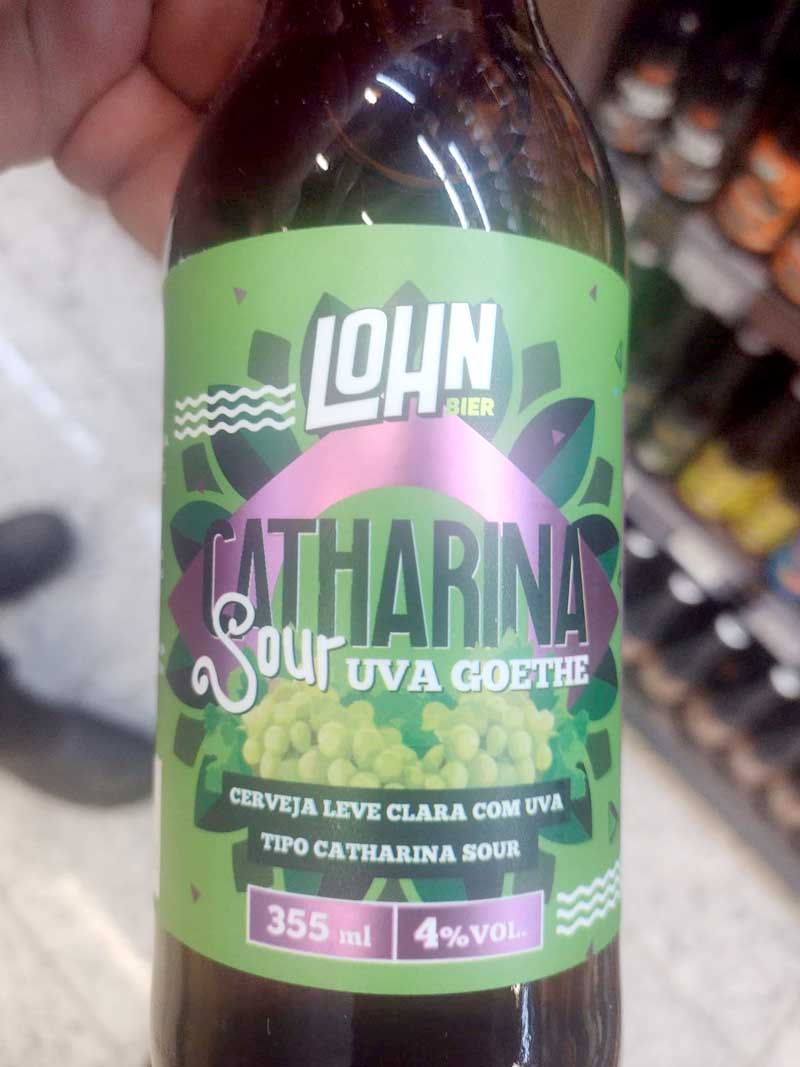 LOHN
BIER
CATHARINA
Sour UVA GOETHE
CERVEJA LEVE CLARA COM UVA
TIPO CATHARINA SOUR
355 ml 4%VOL.